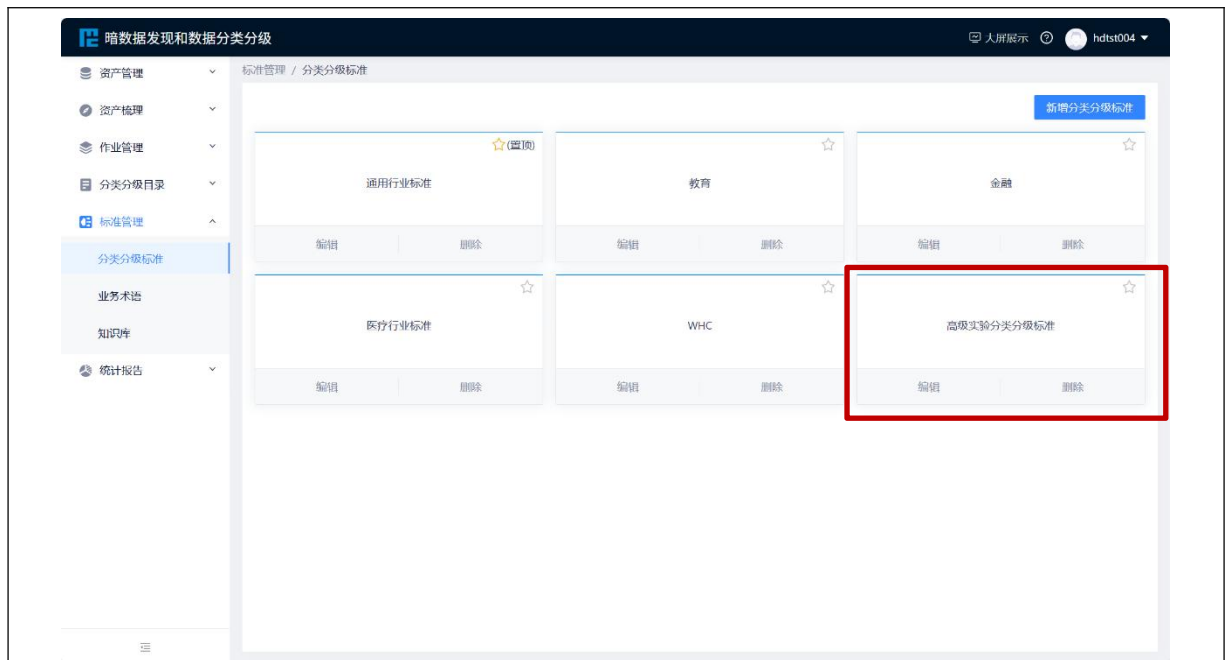 暗数据发现和数据分类分级
大屏展示 hdtst004
资产管理
资产梳理
作业管理
分类分级目录
标准管理
分类分级标准
业务术语
知识库
统计报告
标准管理 / 分类分级标准
新增分类分级标准
(置顶)
通用行业标准 教育 金融
编辑 删除 编辑 删除 编辑 删除
医疗行业标准 WHC 高级实验分类分级标准
编辑 删除 编辑 删除 编辑 删除